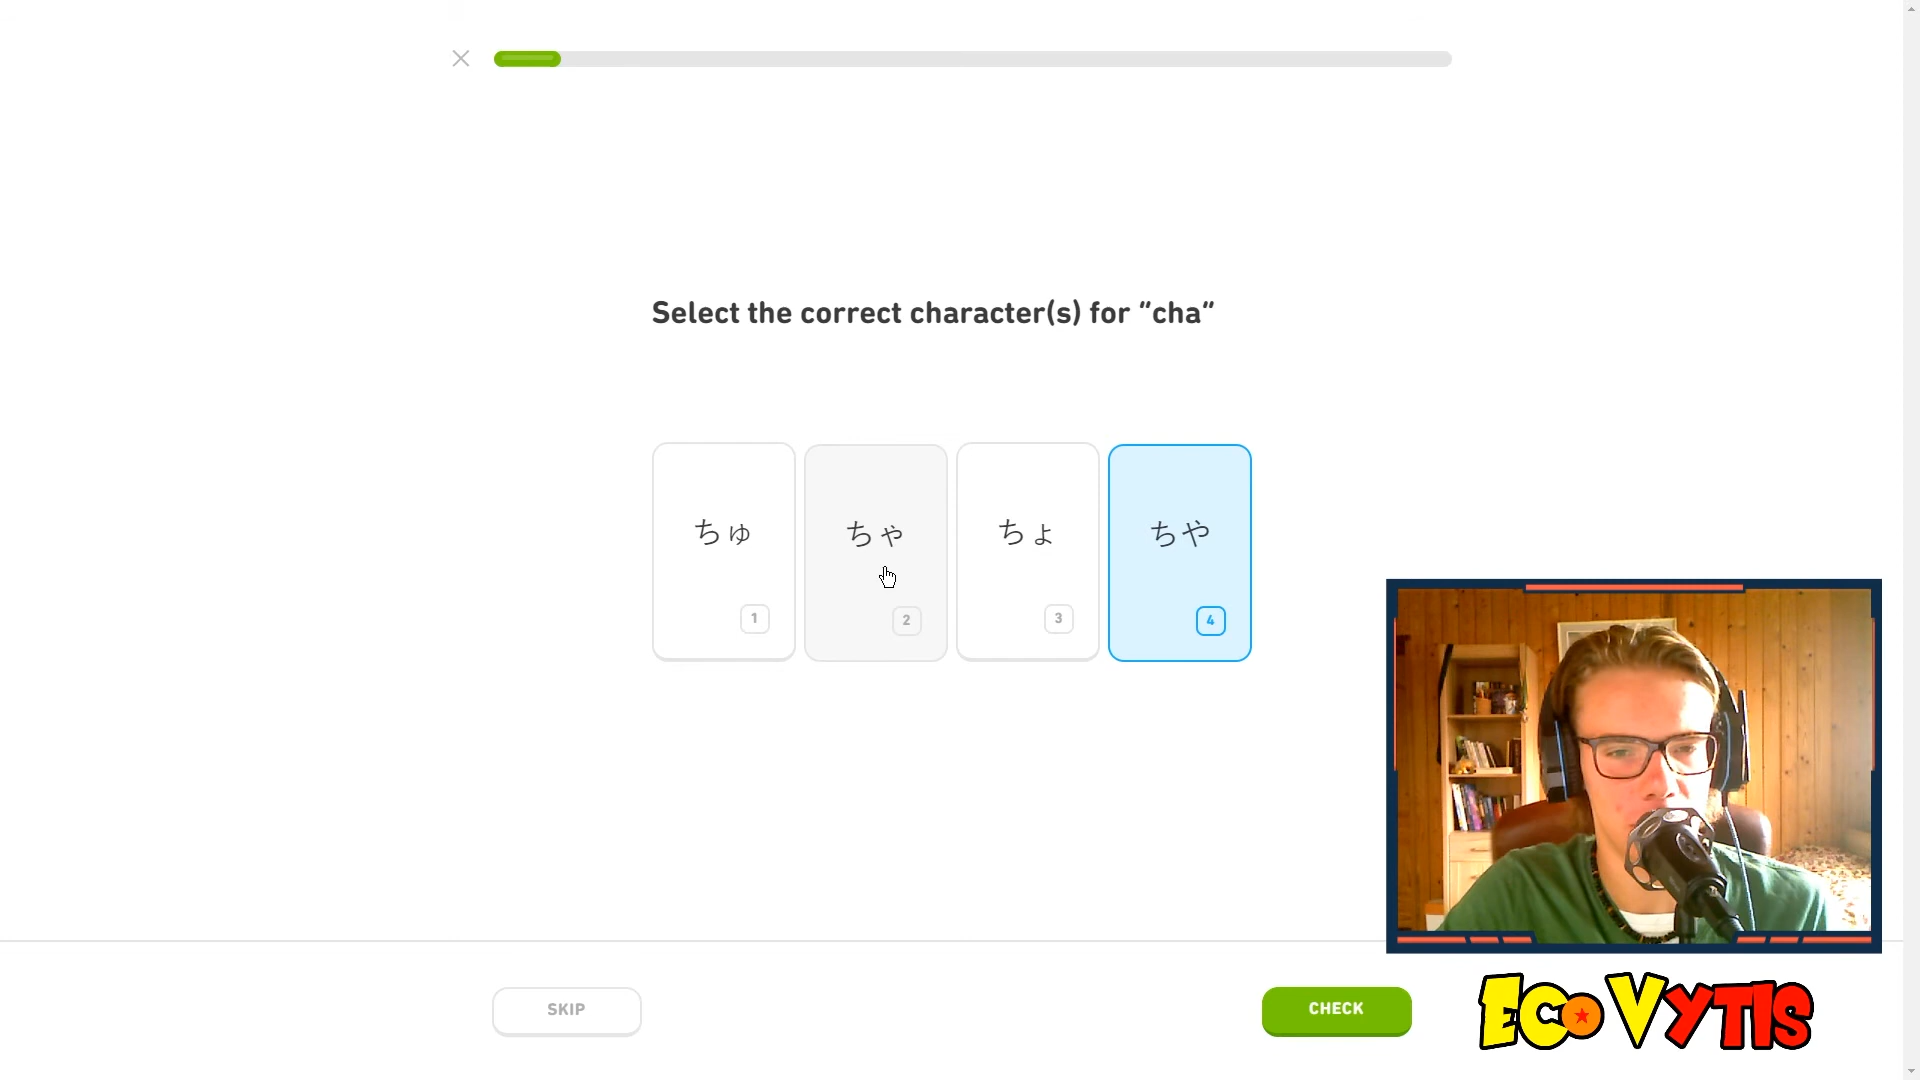 Select the correct character(s) for “cha”
ちゅ
1
ちゃ
2
ちょ
3
ちや
4
SKIP
CHECK
ECO VYTIS